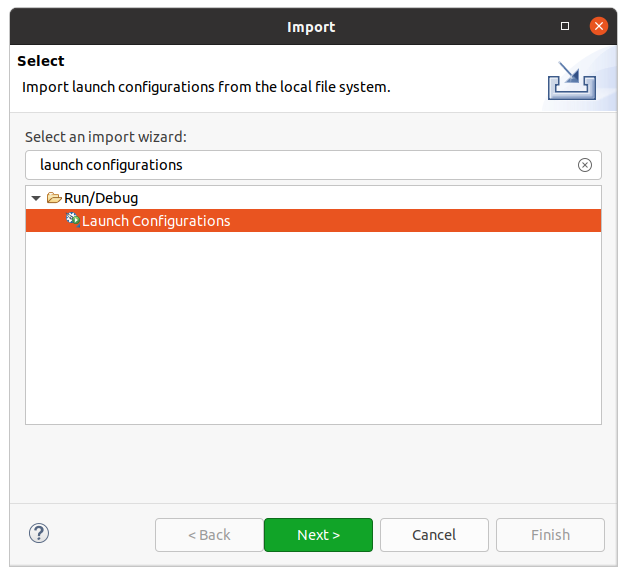 Import
Select
Import launch configurations from the local file system.
Select an import wizard:
launch configurations
Run/Debug
Launch Configurations
?
< Back
Next >
Cancel
Finish